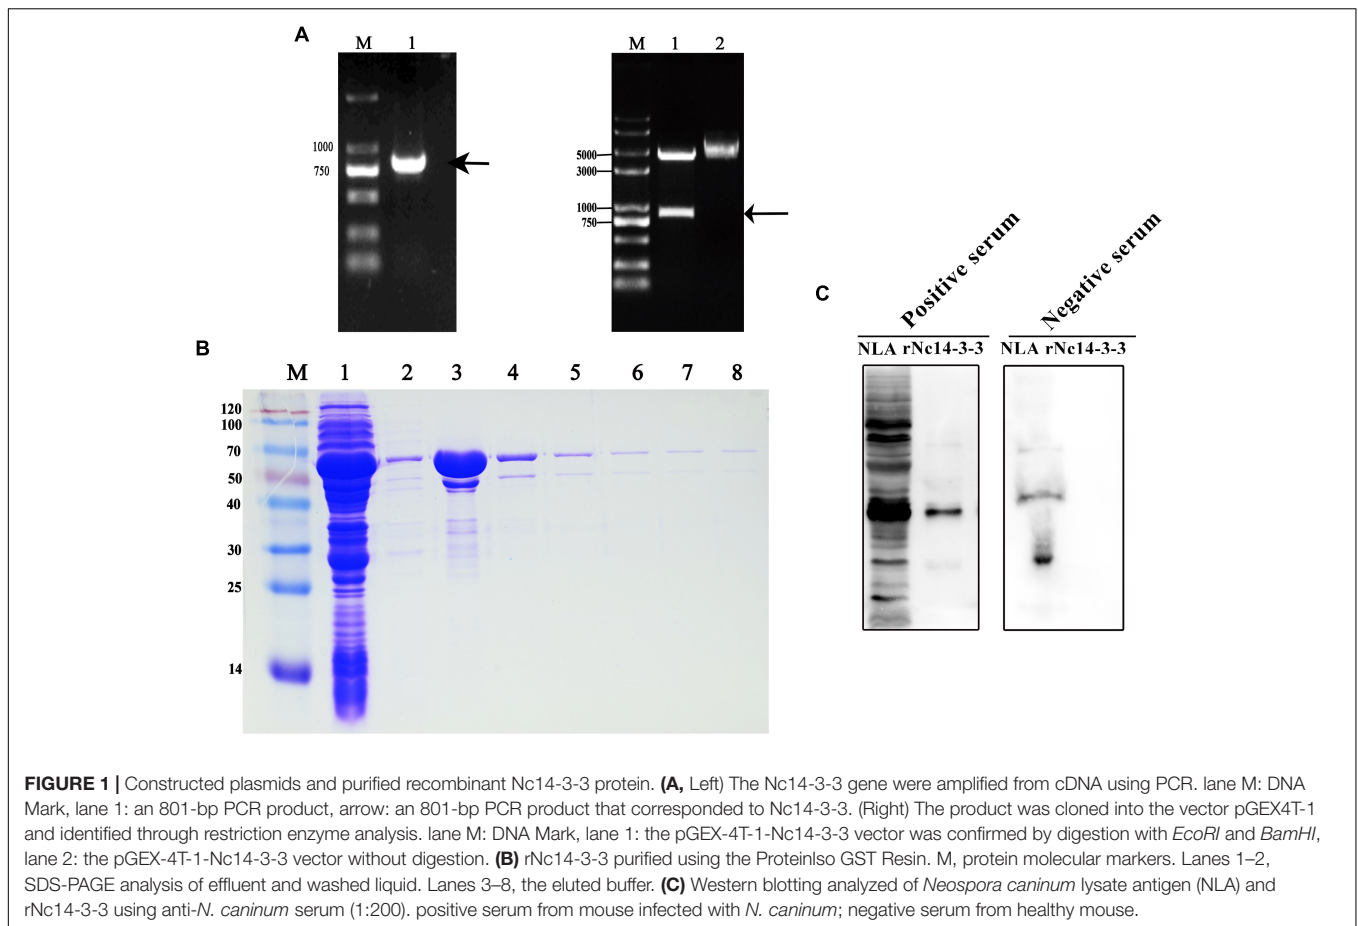 A
M 1
1000
750
M 1 2
5000
3000
1000
750
B
M 1 2 3 4 5 6 7 8
120
100
70
50
40
30
25
14
C
Positive serum
Negative serum
NLA rNc14-3-3
NLA rNc14-3-3
FIGURE 1 | Constructed plasmids and purified recombinant Nc14-3-3 protein. (A, Left) The Nc14-3-3 gene were amplified from cDNA using PCR. lane M: DNA
Mark, lane 1: an 801-bp PCR product, arrow: an 801-bp PCR product that corresponded to Nc14-3-3. (Right) The product was cloned into the vector pGEX4T-1
and identified through restriction enzyme analysis. lane M: DNA Mark, lane 1: the pGEX-4T-1-Nc14-3-3 vector was confirmed by digestion with EcoRI and BamHI,
lane 2: the pGEX-4T-1-Nc14-3-3 vector without digestion. (B) rNc14-3-3 purified using the ProteinIso GST Resin. M, protein molecular markers. Lanes 1–2,
SDS-PAGE analysis of effluent and washed liquid. Lanes 3–8, the eluted buffer. (C) Western blotting analyzed of Neospora caninum lysate antigen (NLA) and
rNc14-3-3 using anti-N. caninum serum (1:200). positive serum from mouse infected with N. caninum; negative serum from healthy mouse.